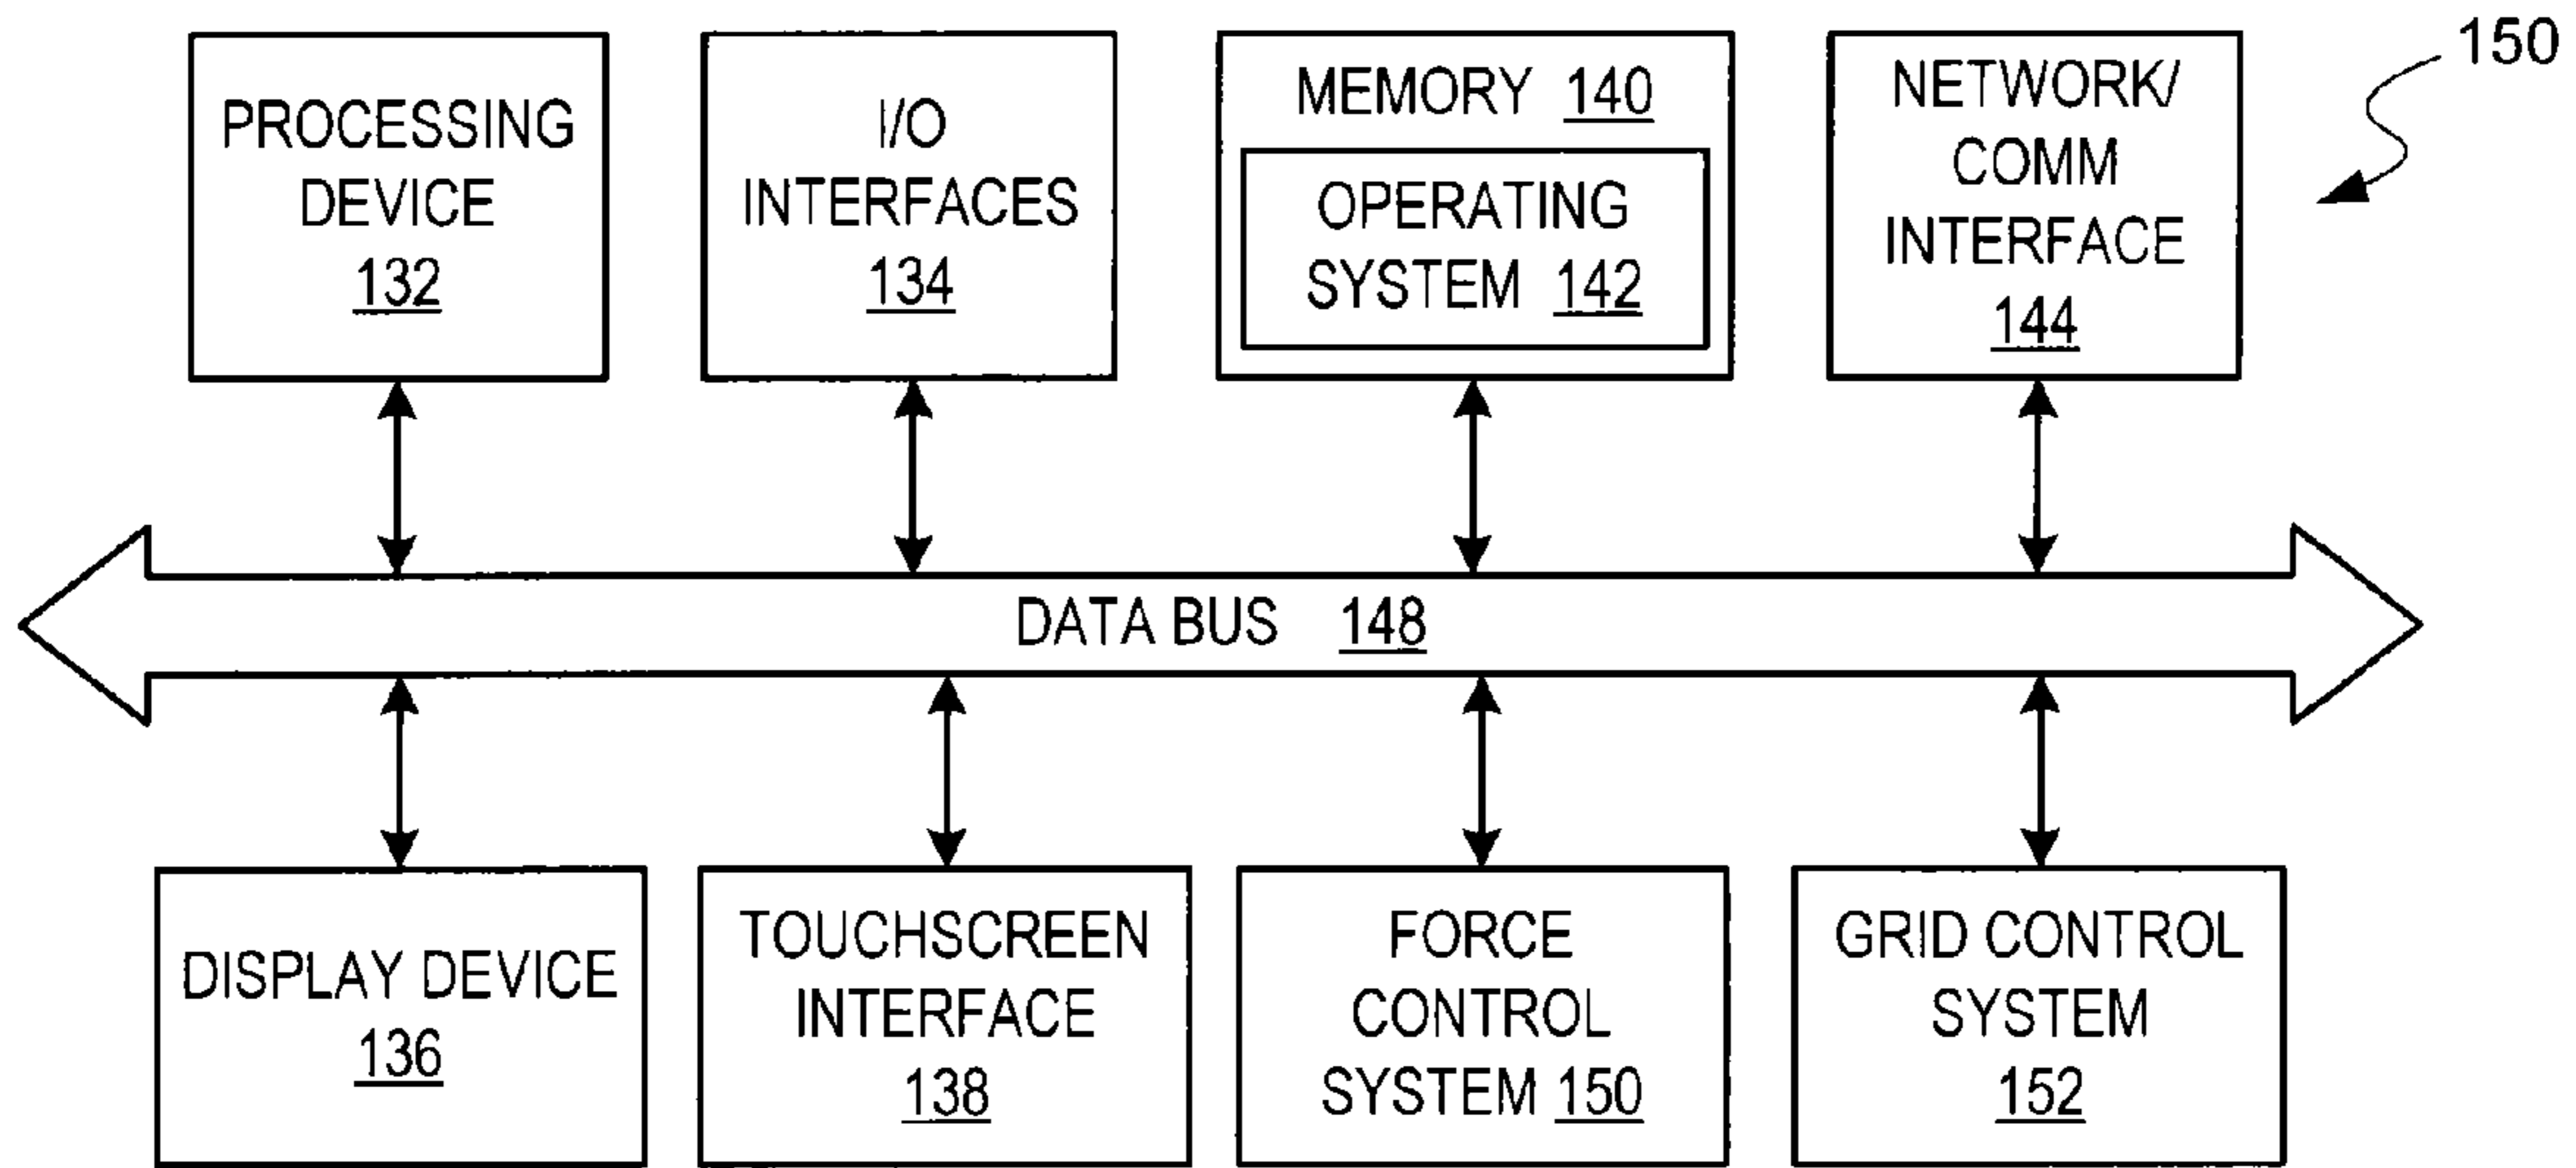 150
PROCESSING
DEVICE
132
I/O
INTERFACES
134
MEMORY 140
OPERATING
SYSTEM 142
NETWORK/
COMM
INTERFACE
144
DATA BUS 148
DISPLAY DEVICE
136
TOUCHSCREEN
INTERFACE
138
FORCE
CONTROL
SYSTEM 150
GRID CONTROL
SYSTEM
152